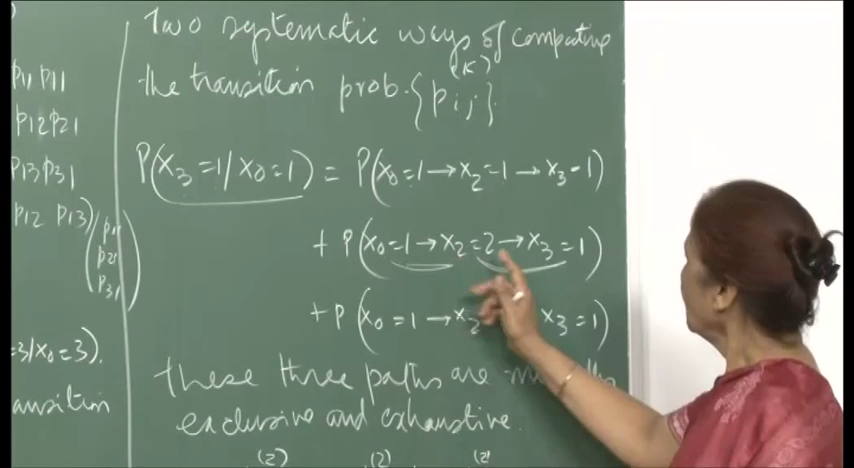 p11 p11
p12 p21
p13 p31
p12 p13) (p11
p21
p31)
=3/X0=3).
Two systematic ways of computing
the transition prob. {pij(k)}.
P(X3=1/X0=1) = P(X0=1→X2=1→X3=1)
+ P(X0=1→X2=2→X3=1)
+ P(X0=1→X2 X3=1)
These three paths are
exclusive and exhaustive.
(2) (2) (2)